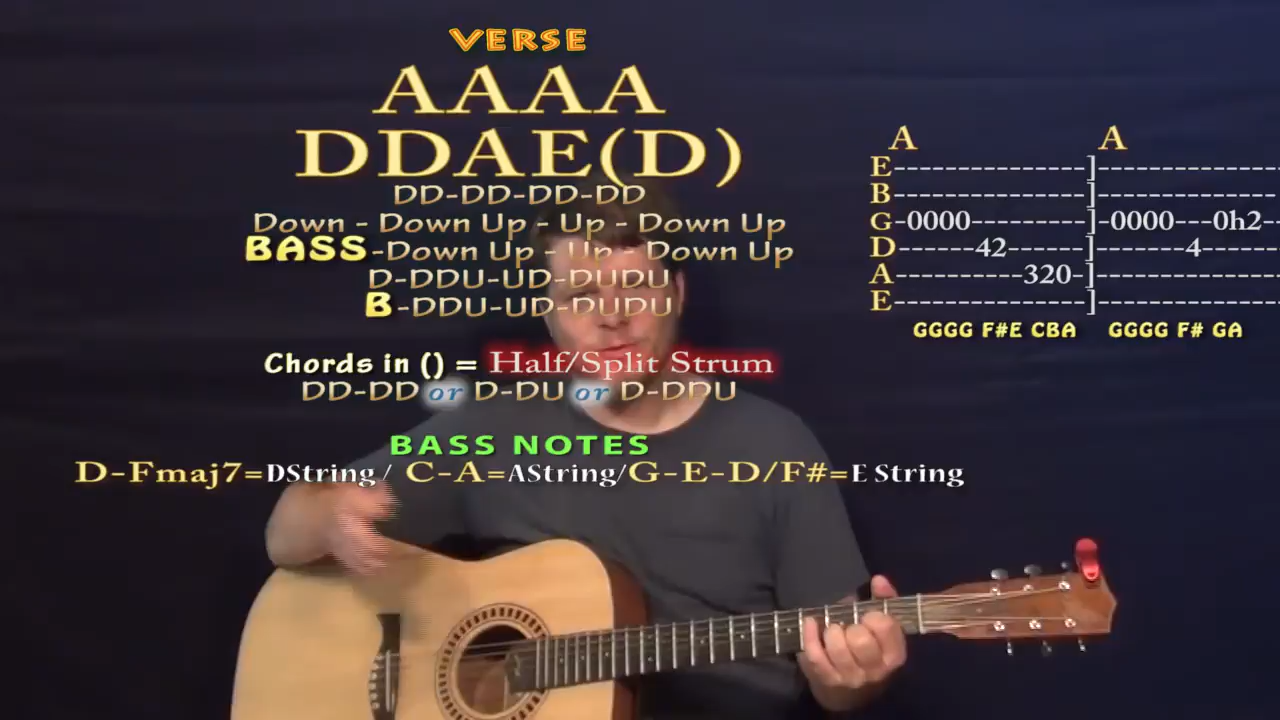 VERSE
AAAA
DDAE(D)
DD-DD-DD-DD
Down - Down Up - Up - Down Up
BASS-Down Up - Up - Down Up
D-DDU-UD-DUDU
B-DDU-UD-DUDU
Chords in () = Half/Split Strum
DD-DD or D-DU or D-DDU
BASS NOTES
D-Fmaj7=DString/ C-A=AString/G-E-D/F#=E String
A A
E----------------]---------------
B----------------]---------------
G-0000----------]-0000---0h2-
D------42-------]-------4-------
A----------320-]---------------
E----------------]---------------
GGGG F#E CBA GGGG F# GA